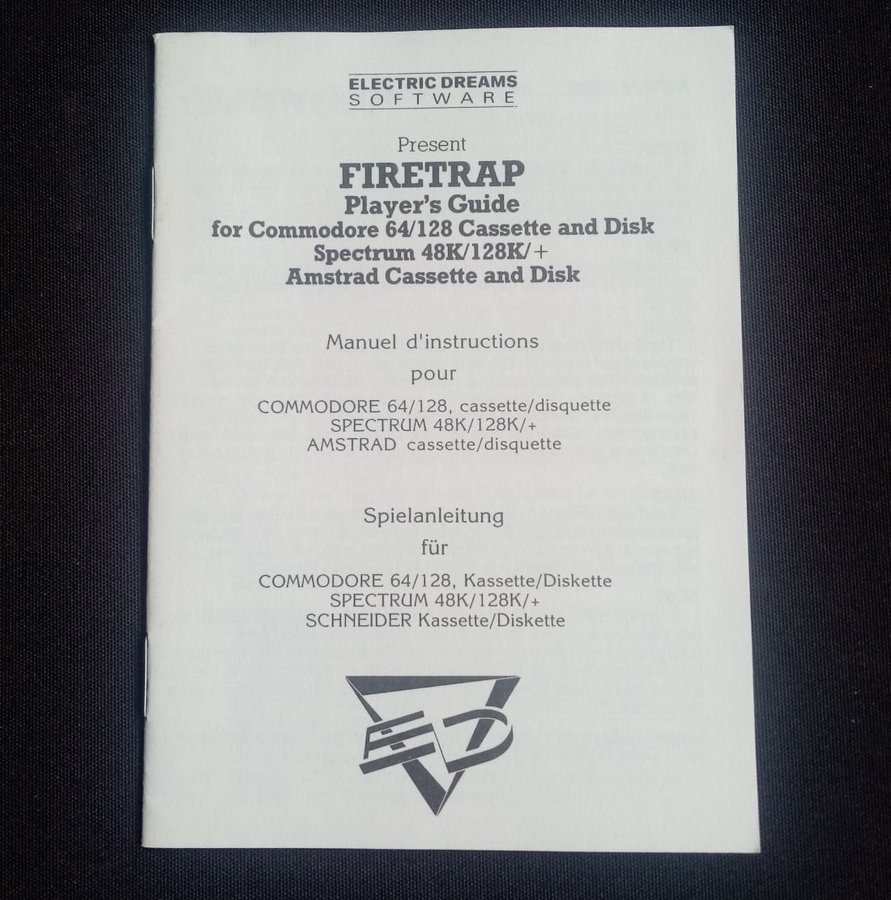 ELECTRIC DREAMS
SOFTWARE
Present
FIRETRAP
Player's Guide
for Commodore 64/128 Cassette and Disk
Spectrum 48K/128K/+
Amstrad Cassette and Disk
Manuel d'instructions
pour
COMMODORE 64/128, cassette/disquette
SPECTRUM 48K/128K/+
AMSTRAD cassette/disquette
Spielanleitung
für
COMMODORE 64/128, Kassette/Diskette
SPECTRUM 48K/128K/+
SCHNEIDER Kassette/Diskette
ED